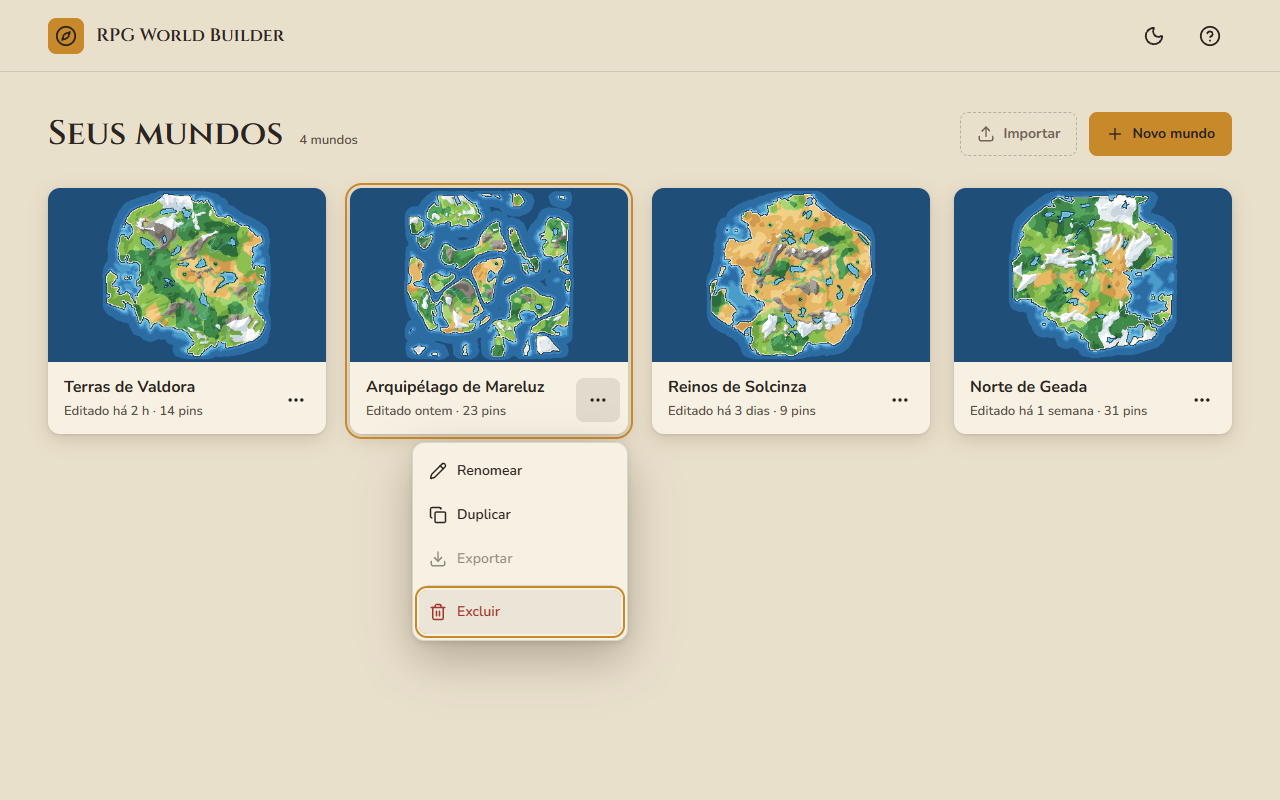 RPG World Builder
Seus mundos
4 mundos
Importar
Novo mundo
Terras de Valdora
Editado há 2 h · 14 pins
Arquipélago de Mareluz
Editado ontem · 23 pins
Reinos de Solcinza
Editado há 3 dias · 9 pins
Norte de Geada
Editado há 1 semana · 31 pins
Renomear
Duplicar
Exportar
Excluir